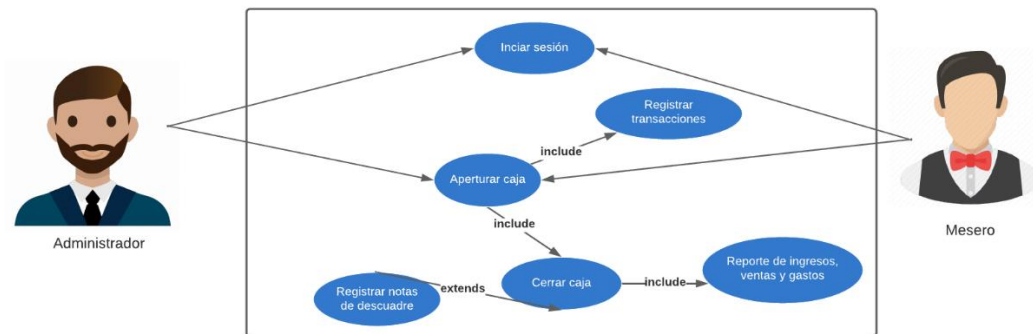 Inciar sesión
Registrar
transacciones
include
Aperturar caja
include
Administrador
Mesero
Reporte de ingresos,
ventas y gastos
Cerrar caja
include
extends
Registrar notas
de descuadre